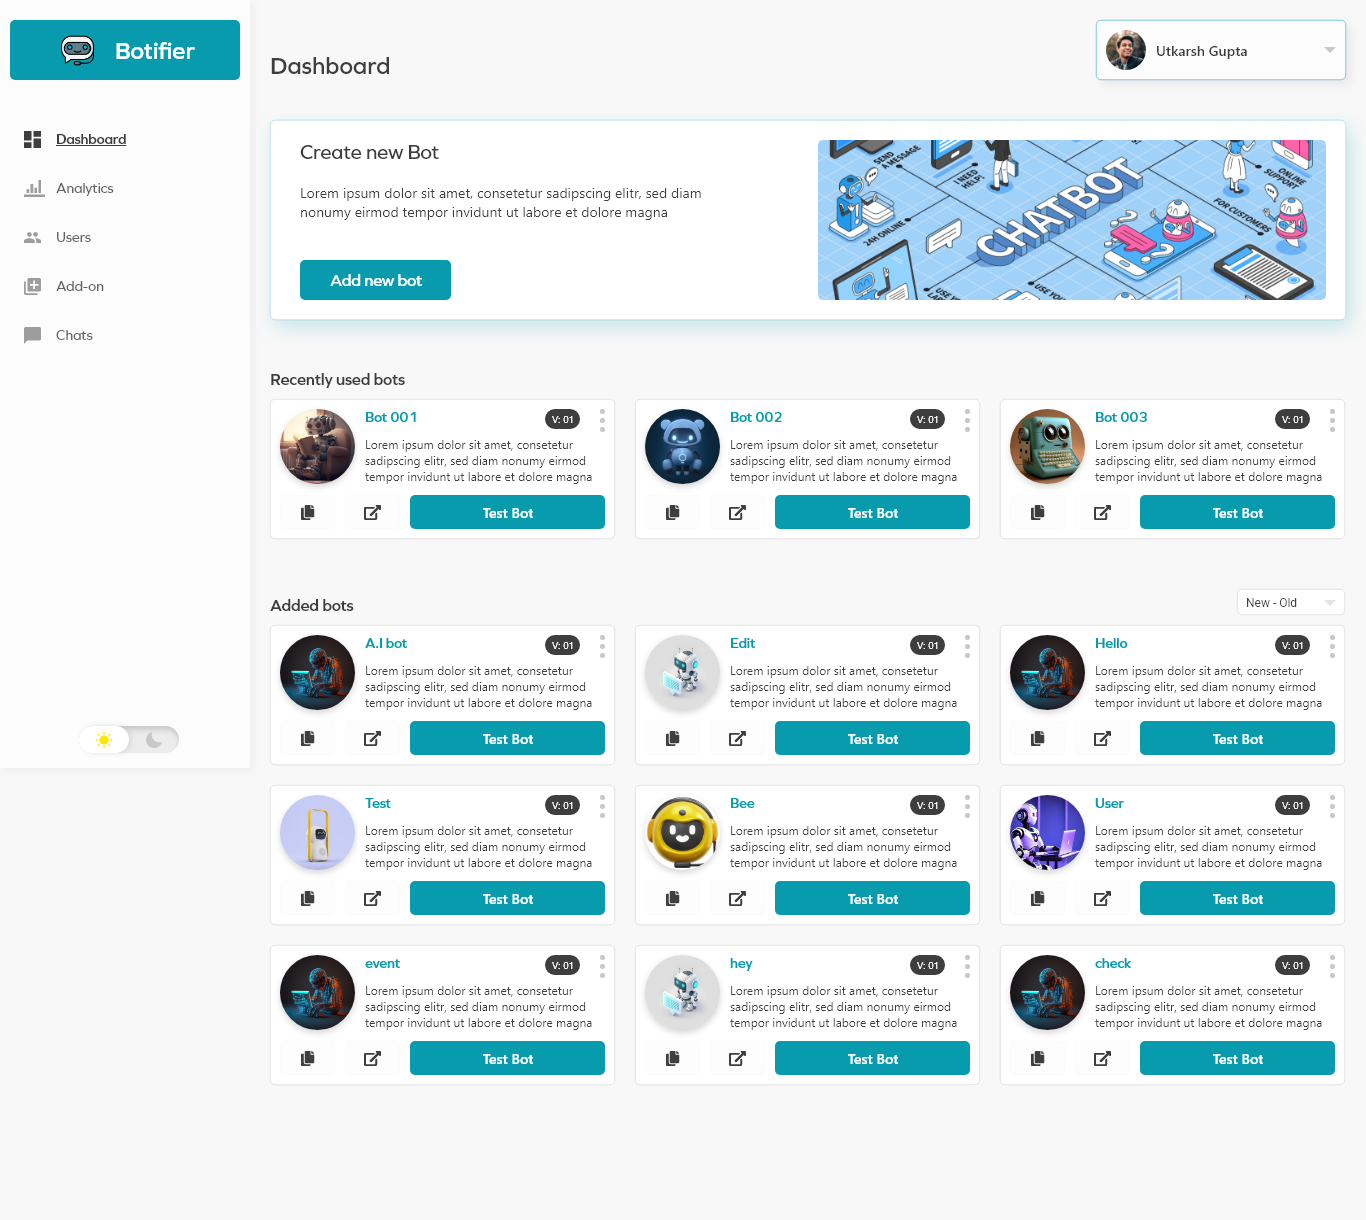 Botifier
Dashboard
Analytics
Users
Add-on
Chats
Dashboard
Utkarsh Gupta
Create new Bot
Lorem ipsum dolor sit amet, consetetur sadipscing elitr, sed diam
nonumy eirmod tempor invidunt ut labore et dolore magna
Add new bot
SEND
A MESSAGE
I NEED
HELP!
CHATBOT
ONLINE
SUPPORT
FOR CUSTOMERS
24H ONLINE
Recently used bots
Bot 001
V: 01
Lorem ipsum dolor sit amet, consetetur
sadipscing elitr, sed diam nonumy eirmod
tempor invidunt ut labore et dolore magna
Test Bot
Bot 002
V: 01
Lorem ipsum dolor sit amet, consetetur
sadipscing elitr, sed diam nonumy eirmod
tempor invidunt ut labore et dolore magna
Test Bot
Bot 003
V: 01
Lorem ipsum dolor sit amet, consetetur
sadipscing elitr, sed diam nonumy eirmod
tempor invidunt ut labore et dolore magna
Test Bot
Added bots
New - Old
A.I bot
V: 01
Lorem ipsum dolor sit amet, consetetur
sadipscing elitr, sed diam nonumy eirmod
tempor invidunt ut labore et dolore magna
Test Bot
Edit
V: 01
Lorem ipsum dolor sit amet, consetetur
sadipscing elitr, sed diam nonumy eirmod
tempor invidunt ut labore et dolore magna
Test Bot
Hello
V: 01
Lorem ipsum dolor sit amet, consetetur
sadipscing elitr, sed diam nonumy eirmod
tempor invidunt ut labore et dolore magna
Test Bot
Test
V: 01
Lorem ipsum dolor sit amet, consetetur
sadipscing elitr, sed diam nonumy eirmod
tempor invidunt ut labore et dolore magna
Test Bot
Bee
V: 01
Lorem ipsum dolor sit amet, consetetur
sadipscing elitr, sed diam nonumy eirmod
tempor invidunt ut labore et dolore magna
Test Bot
User
V: 01
Lorem ipsum dolor sit amet, consetetur
sadipscing elitr, sed diam nonumy eirmod
tempor invidunt ut labore et dolore magna
Test Bot
event
V: 01
Lorem ipsum dolor sit amet, consetetur
sadipscing elitr, sed diam nonumy eirmod
tempor invidunt ut labore et dolore magna
Test Bot
hey
V: 01
Lorem ipsum dolor sit amet, consetetur
sadipscing elitr, sed diam nonumy eirmod
tempor invidunt ut labore et dolore magna
Test Bot
check
V: 01
Lorem ipsum dolor sit amet, consetetur
sadipscing elitr, sed diam nonumy eirmod
tempor invidunt ut labore et dolore magna
Test Bot